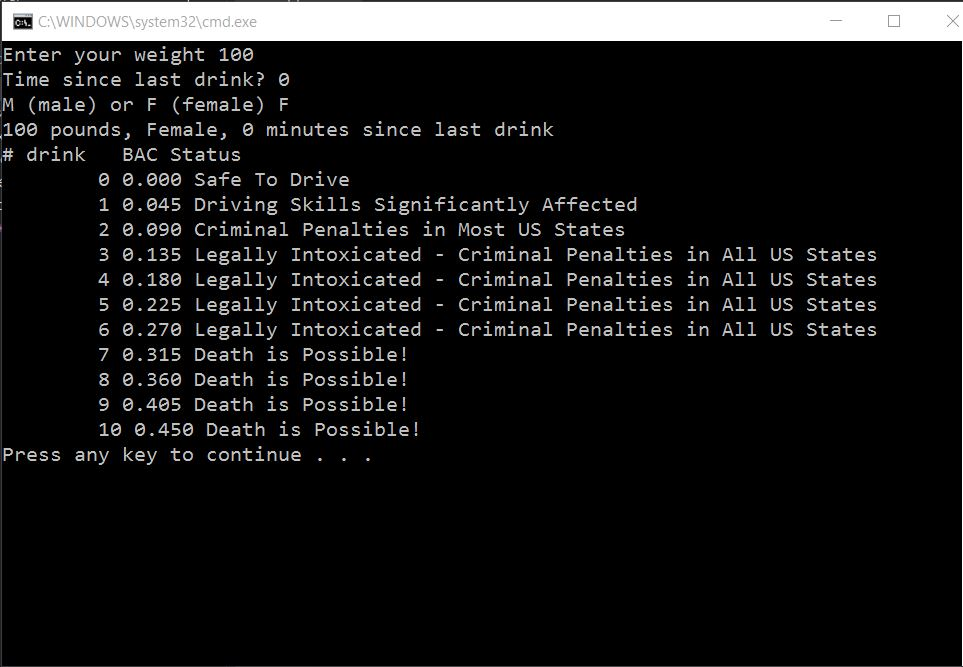 C:\WINDOWS\system32\cmd.exe
Enter your weight 100
Time since last drink? 0
M (male) or F (female) F
100 pounds, Female, 0 minutes since last drink
# drink   BAC Status
        0 0.000 Safe To Drive
        1 0.045 Driving Skills Significantly Affected
        2 0.090 Criminal Penalties in Most US States
        3 0.135 Legally Intoxicated - Criminal Penalties in All US States
        4 0.180 Legally Intoxicated - Criminal Penalties in All US States
        5 0.225 Legally Intoxicated - Criminal Penalties in All US States
        6 0.270 Legally Intoxicated - Criminal Penalties in All US States
        7 0.315 Death is Possible!
        8 0.360 Death is Possible!
        9 0.405 Death is Possible!
        10 0.450 Death is Possible!
Press any key to continue . . .